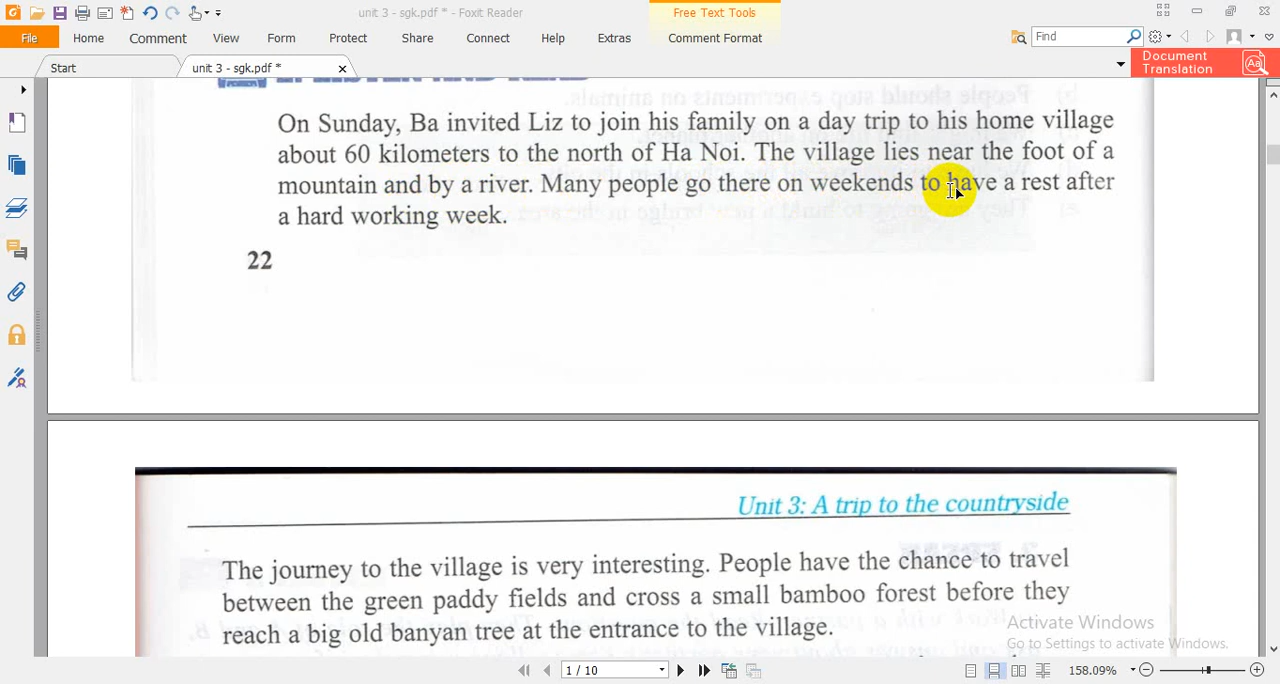 unit 3 - sgk.pdf * - Foxit Reader
Free Text Tools
File Home Comment View Form Protect Share Connect Help Extras Comment Format Find
Start unit 3 - sgk.pdf *
Document Translation
On Sunday, Ba invited Liz to join his family on a day trip to his home village
about 60 kilometers to the north of Ha Noi. The village lies near the foot of a
mountain and by a river. Many people go there on weekends to have a rest after
a hard working week.
22
Unit 3: A trip to the countryside
The journey to the village is very interesting. People have the chance to travel
between the green paddy fields and cross a small bamboo forest before they
reach a big old banyan tree at the entrance to the village.
Activate Windows
Go to Settings to activate Windows.
1 / 10
158.09%